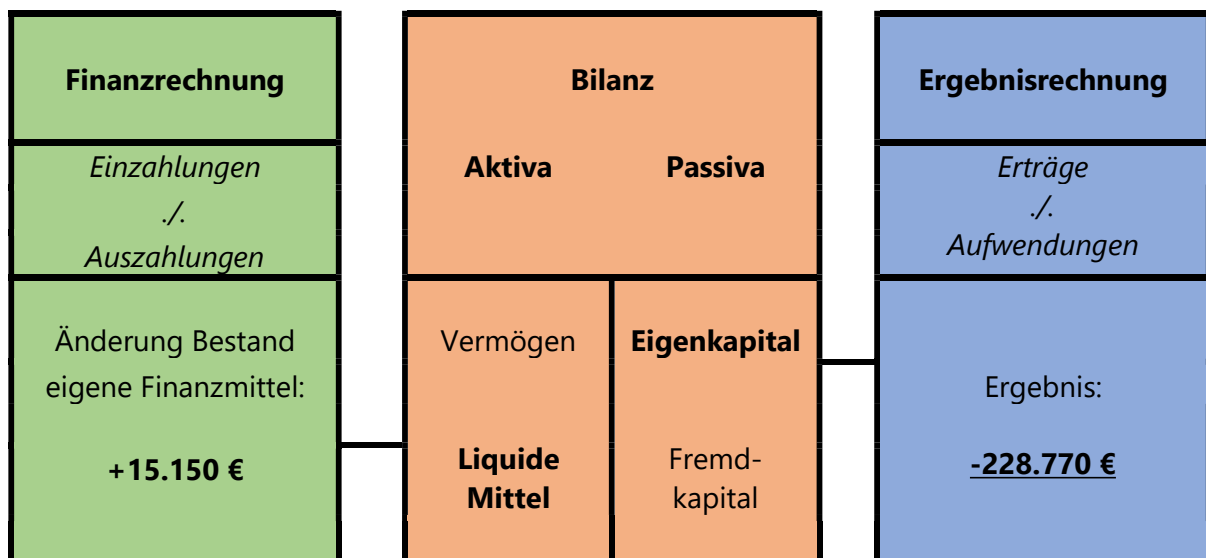 Finanzrechnung
Einzahlungen
./.
Auszahlungen
Änderung Bestand
eigene Finanzmittel:
+15.150 €
Bilanz
Aktiva Passiva
Vermögen
Liquide
Mittel
Eigenkapital
Fremd-
kapital
Ergebnisrechnung
Erträge
./.
Aufwendungen
Ergebnis:
-228.770 €